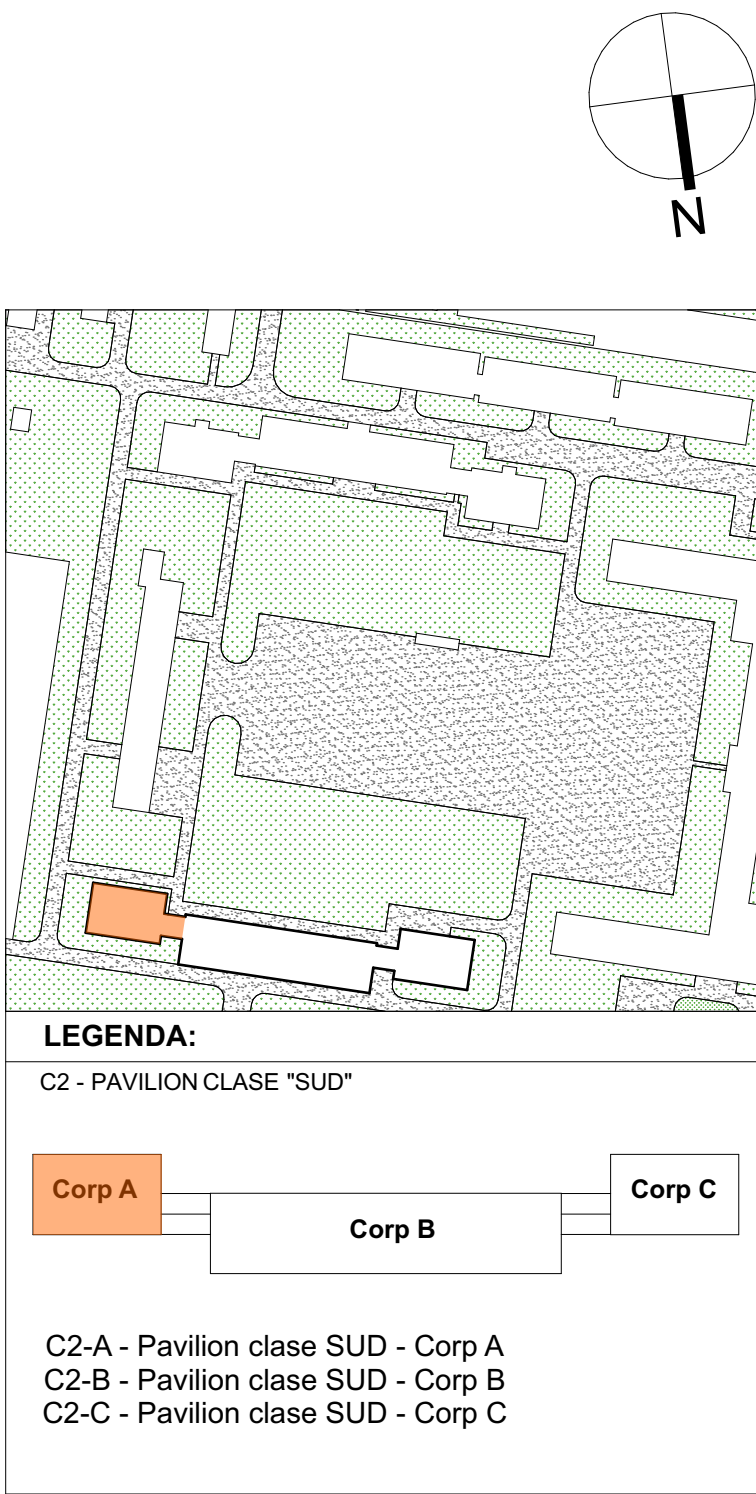 N
LEGENDA:
C2 - PAVILION CLASE "SUD"
Corp A
Corp B
Corp C
C2-A - Pavilion clase SUD - Corp A
C2-B - Pavilion clase SUD - Corp B
C2-C - Pavilion clase SUD - Corp C